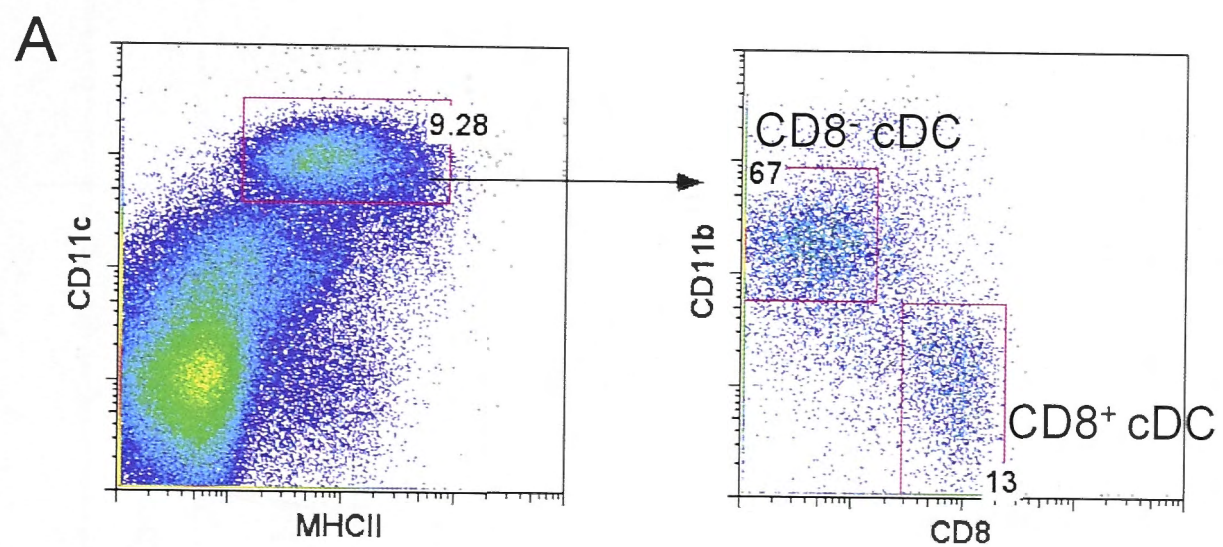 A
9.28
CD11c
MHCII
CD8⁻ cDC
67
CD11b
CD8⁺ cDC
13
CD8